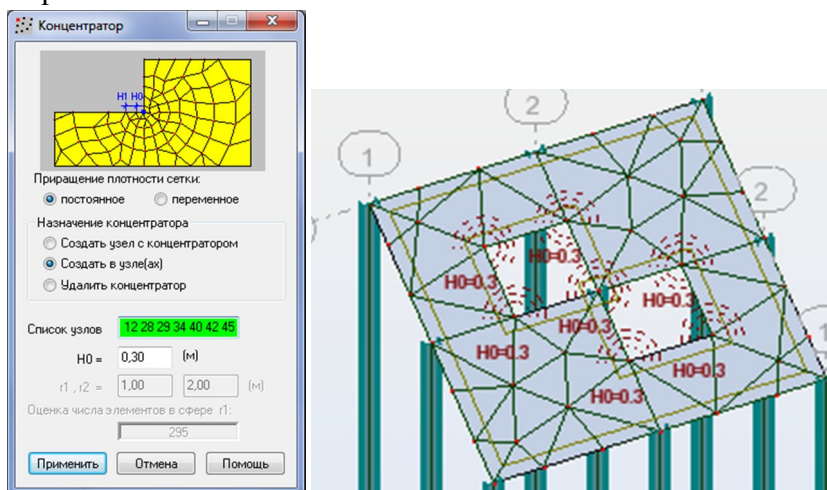 Концентратор
H1 H0
Приращение плотности сетки:
постоянное переменное
Назначение концентратора
Создать узел с концентратором
Создать в узле(ах)
Удалить концентратор
Список узлов 12 28 29 34 40 42 45
H0 = 0,30 (м)
r1 , r2 = 1,00 2,00 (м)
Оценка числа элементов в сфере r1:
295
Применить Отмена Помощь
2
1
2
1
H0=0.3
H0=0.3
H0=0.3
H0=0.3
H0=0.3
H0=0.3
H0=0.3